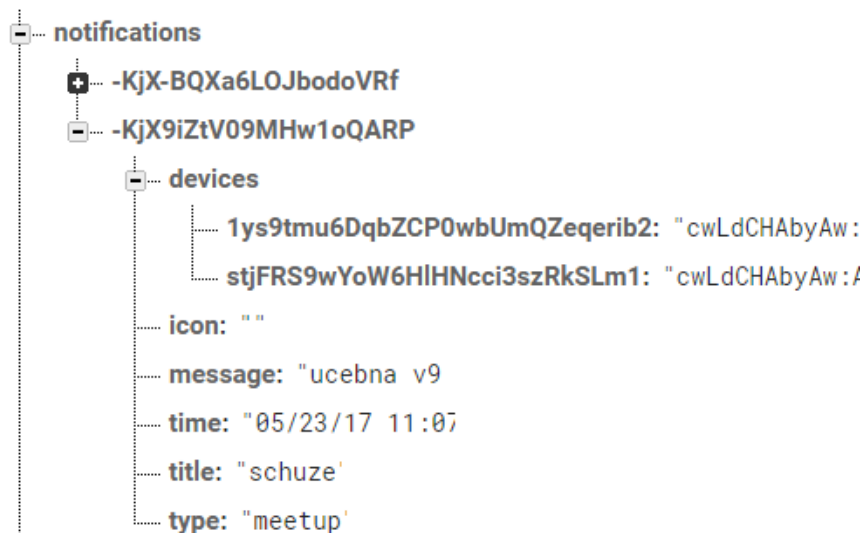 notifications
-KjX-BQXa6LOJbodoVRf
-KjX9iZtV09MHw1oQARP
devices
1ys9tmu6DqbZCP0wbUmQZeqerib2: "cwLdCHAbyAw:
stjFRS9wYoW6HlHNcci3szRkSLm1: "cwLdCHAbyAw:A
icon: ""
message: "ucebna v9
time: "05/23/17 11:07
title: "schuze"
type: "meetup"